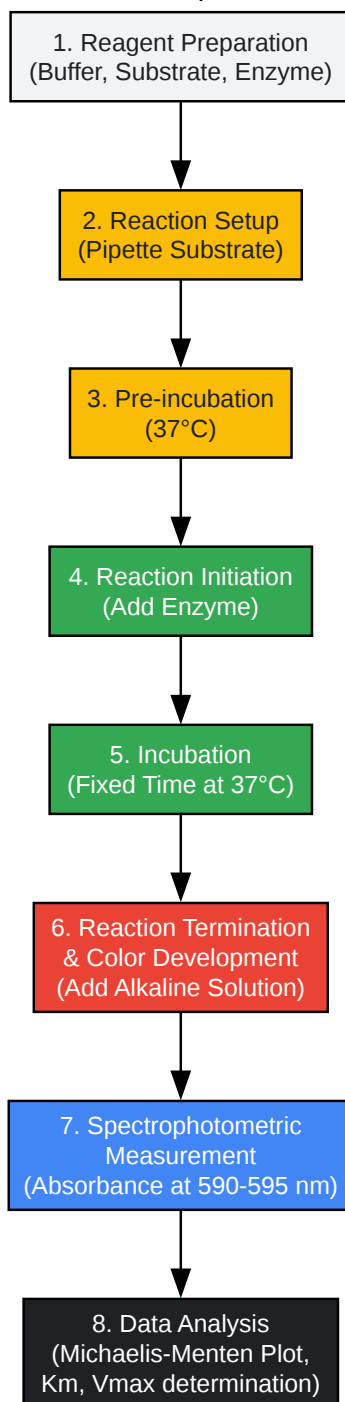 1. Reagent Preparation
(Buffer, Substrate, Enzyme)
2. Reaction Setup
(Pipette Substrate)
3. Pre-incubation
(37°C)
4. Reaction Initiation
(Add Enzyme)
5. Incubation
(Fixed Time at 37°C)
6. Reaction Termination
& Color Development
(Add Alkaline Solution)
7. Spectrophotometric
Measurement
(Absorbance at 590-595 nm)
8. Data Analysis
(Michaelis-Menten Plot,
Km, Vmax determination)